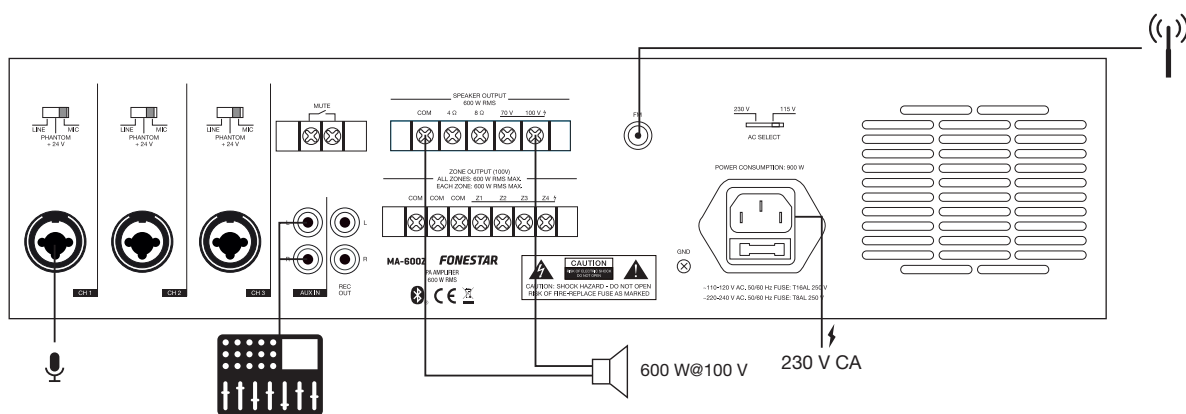 LINE
MIC
PHANTOM
+ 24 V
LINE
MIC
PHANTOM
+ 24 V
LINE
MIC
PHANTOM
+ 24 V
CH 1
CH 2
CH 3
MUTE
L
R
AUX IN
L
R
REC
OUT
SPEAKER OUTPUT
600 W RMS
COM 4 Ω 8 Ω 70 V 100 V
ZONE OUTPUT (100V)
ALL ZONES: 600 W RMS MAX.
EACH ZONE: 600 W RMS MAX.
COM COM COM Z1 Z2 Z3 Z4
MA-600Z FONESTAR
PA AMPLIFIER
600 W RMS
CE
CAUTION
RISK OF ELECTRIC SHOCK
DO NOT OPEN
CAUTION: SHOCK HAZARD - DO NOT OPEN
RISK OF FIRE-REPLACE FUSE AS MARKED
FM
230 V 115 V
AC SELECT
POWER CONSUMPTION: 900 W
GND
~110-120 V AC, 50/60 Hz FUSE: T16AL 250 V
~220-240 V AC, 50/60 Hz FUSE: T8AL 250 V
600 W@100 V
230 V CA